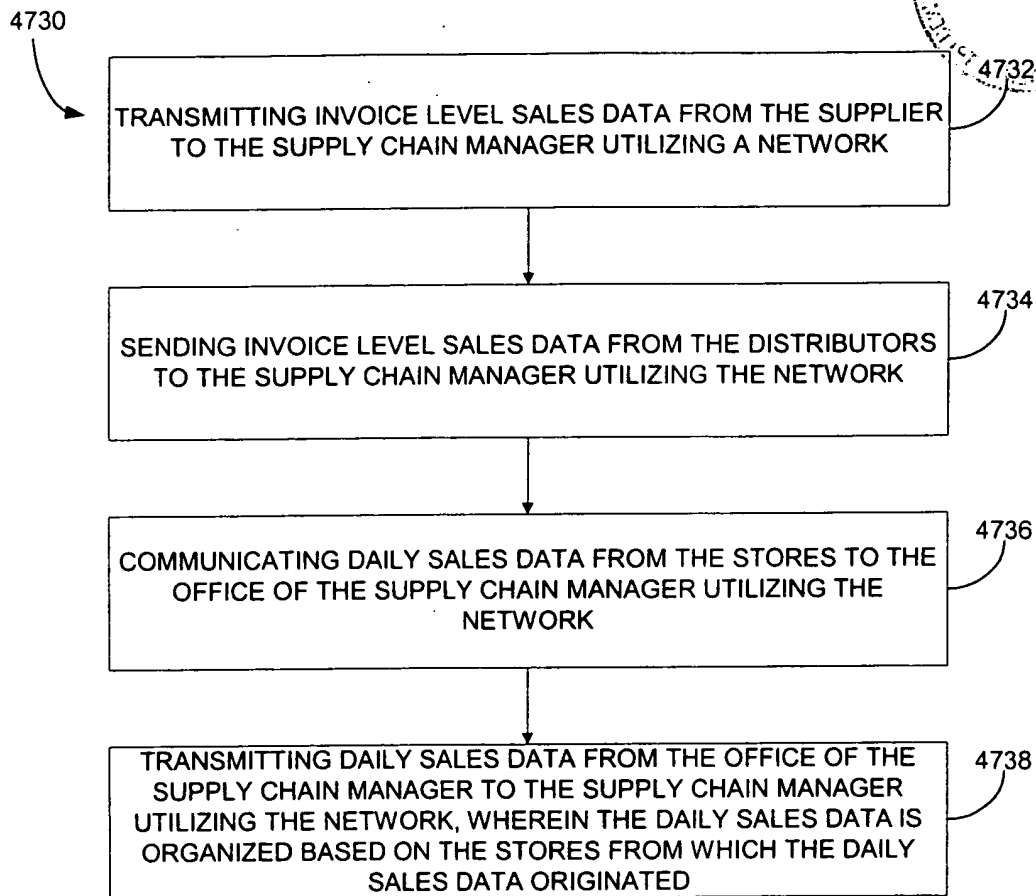 4730
4732
TRANSMITTING INVOICE LEVEL SALES DATA FROM THE SUPPLIER
TO THE SUPPLY CHAIN MANAGER UTILIZING A NETWORK
4734
SENDING INVOICE LEVEL SALES DATA FROM THE DISTRIBUTORS
TO THE SUPPLY CHAIN MANAGER UTILIZING THE NETWORK
4736
COMMUNICATING DAILY SALES DATA FROM THE STORES TO THE
OFFICE OF THE SUPPLY CHAIN MANAGER UTILIZING THE
NETWORK
4738
TRANSMITTING DAILY SALES DATA FROM THE OFFICE OF THE
SUPPLY CHAIN MANAGER TO THE SUPPLY CHAIN MANAGER
UTILIZING THE NETWORK, WHEREIN THE DAILY SALES DATA IS
ORGANIZED BASED ON THE STORES FROM WHICH THE DAILY
SALES DATA ORIGINATED